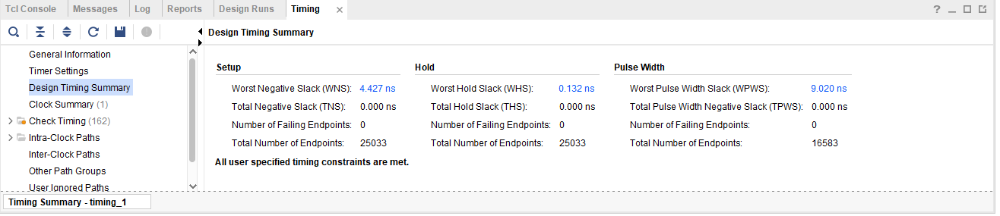 Tcl Console Messages Log Reports Design Runs Timing ×
?
Design Timing Summary
General Information
Timer Settings
Design Timing Summary
Clock Summary (1)
Check Timing (162)
Intra-Clock Paths
Inter-Clock Paths
Other Path Groups
User Ignored Paths
Setup Hold Pulse Width
Worst Negative Slack (WNS): 4.427 ns Worst Hold Slack (WHS): 0.132 ns Worst Pulse Width Slack (WPWS): 9.020 ns
Total Negative Slack (TNS): 0.000 ns Total Hold Slack (THS): 0.000 ns Total Pulse Width Negative Slack (TPWS): 0.000 ns
Number of Failing Endpoints: 0 Number of Failing Endpoints: 0 Number of Failing Endpoints: 0
Total Number of Endpoints: 25033 Total Number of Endpoints: 25033 Total Number of Endpoints: 16583
All user specified timing constraints are met.
Timing Summary - timing_1